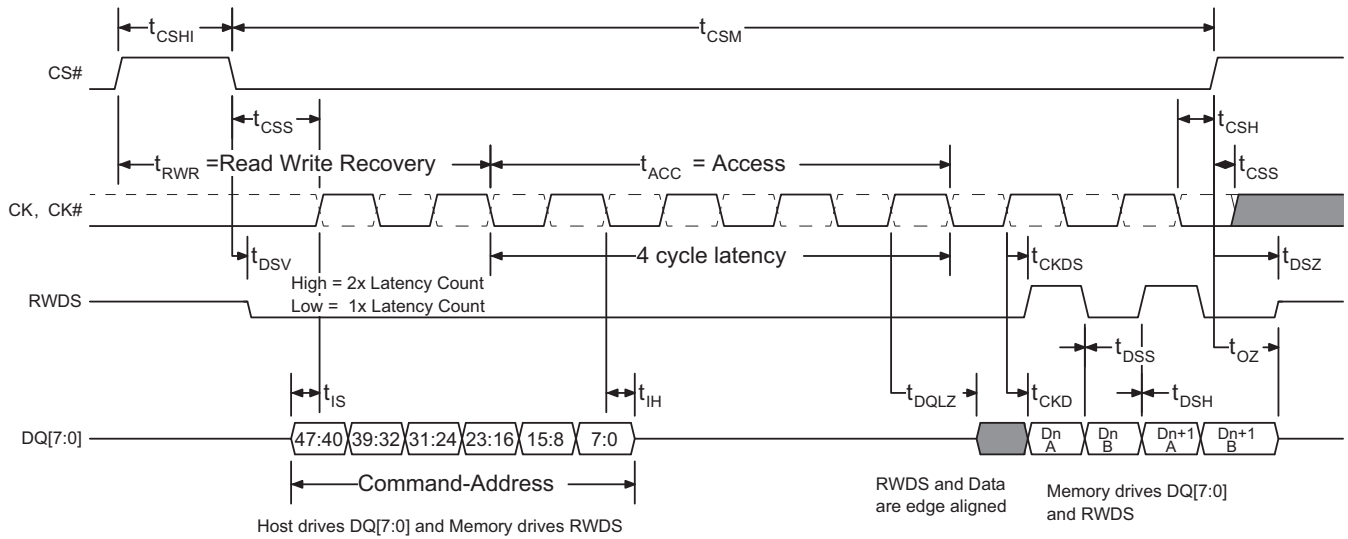 tCSHI
tCSM
CS#
tCSS
tCSH
tRWR =Read Write Recovery
tACC = Access
tCSS
CK, CK#
tDSV
4 cycle latency
tCKDS
tDSZ
High = 2x Latency Count
Low = 1x Latency Count
RWDS
tDSS
tOZ
tIS
tIH
tDQLZ
tCKD
tDSH
DQ[7:0]
47:40 39:32 31:24 23:16 15:8 7:0
Dn A
Dn B
Dn+1 A
Dn+1 B
Command-Address
RWDS and Data
are edge aligned
Memory drives DQ[7:0]
and RWDS
Host drives DQ[7:0] and Memory drives RWDS